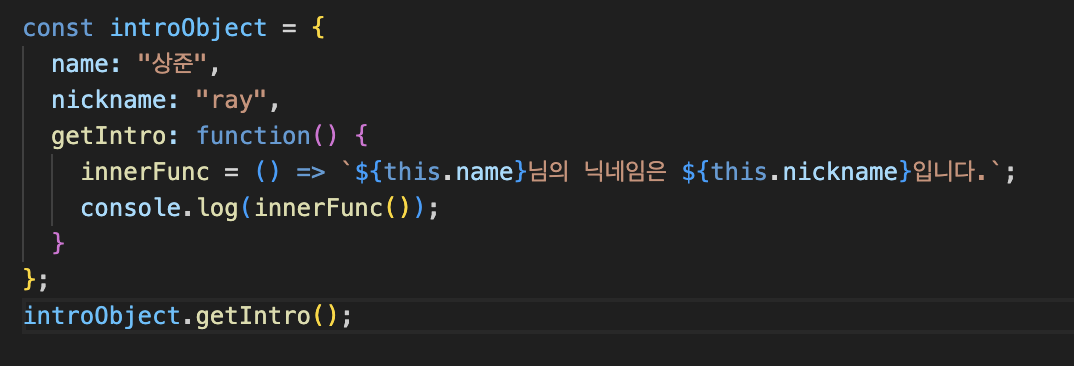 const introObject = {
  name: "상준",
  nickname: "ray",
  getIntro: function() {
    innerFunc = () => `${this.name}님의 닉네임은 ${this.nickname}입니다.`;
    console.log(innerFunc());
  }
};
introObject.getIntro();